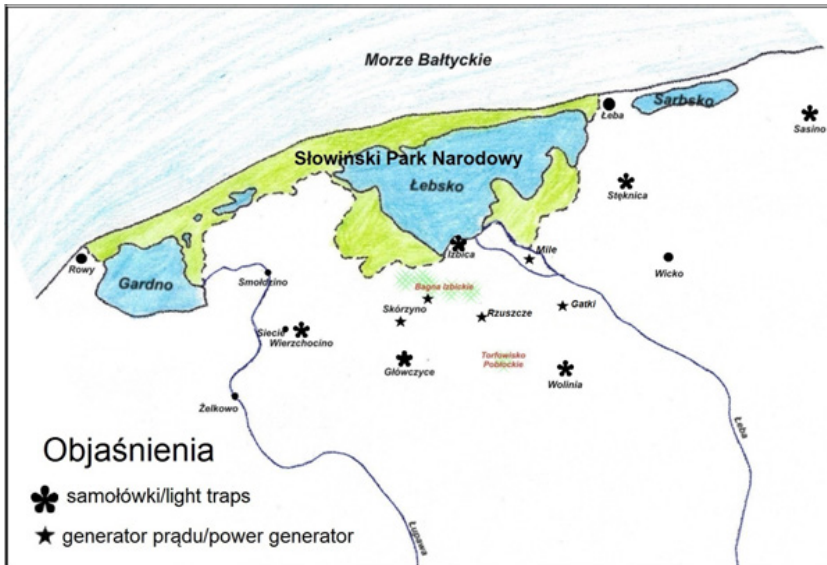 Morze Bałtyckie
Łeba
Sarbsko
Sasino
Słowiński Park Narodowy
Łebsko
Stęknica
Izbica
Mile
Wicko
Rowy
Gardno
Smołdzino
Bagna Izbickie
Skórzyno
Rzuszcze
Gatki
Siecie
Wierzchocino
Główczyce
Torfowisko
Pobłockie
Wolinia
Żelkowo
Łeba
Łupawa
Objaśnienia
samołówki/light traps
generator prądu/power generator